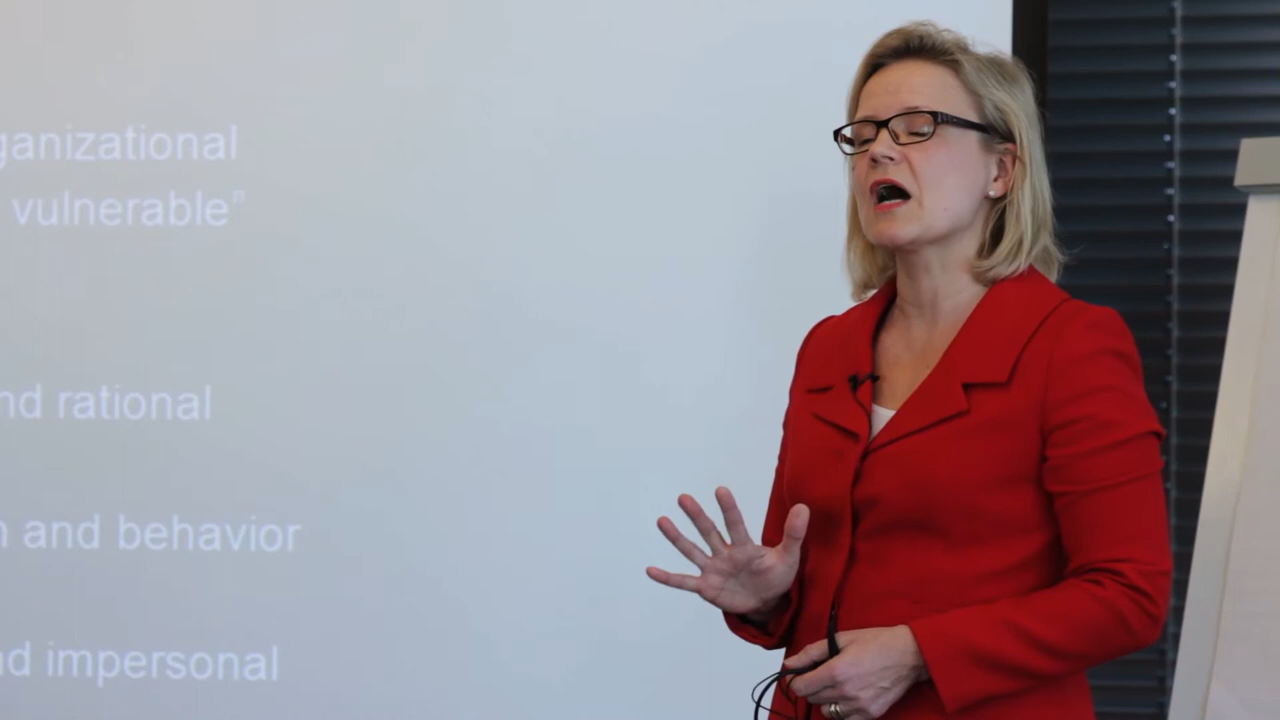 ganizational
vulnerable"
nd rational
n and behavior
nd impersonal